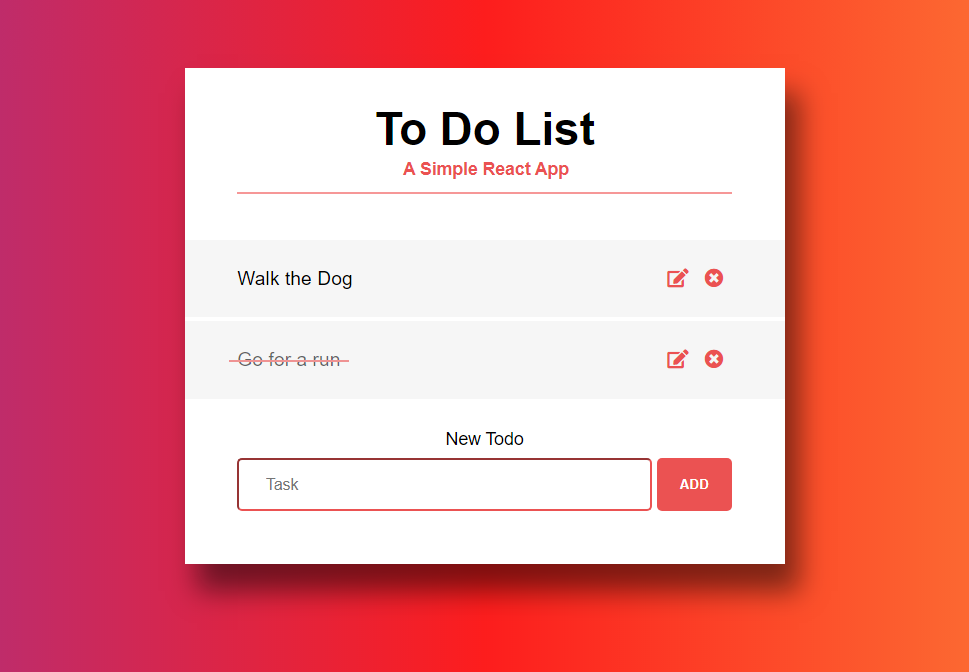 To Do List
A Simple React App
Walk the Dog
Go for a run
New Todo
Task
ADD